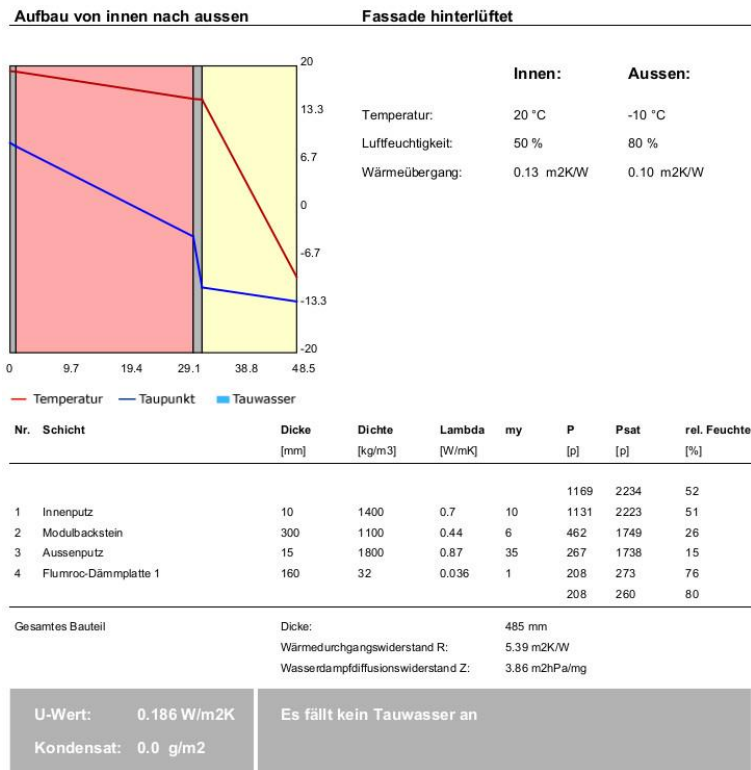 Aufbau von innen nach aussen
Fassade hinterlüftet
20
13.3
6.7
0
-6.7
-13.3
-20
0 9.7 19.4 29.1 38.8 48.5
Temperatur Taupunkt Tauwasser
Innen: Aussen:
Temperatur: 20 °C -10 °C
Luftfeuchtigkeit: 50 % 80 %
Wärmeübergang: 0.13 m2K/W 0.10 m2K/W
Nr. Schicht Dicke Dichte Lambda my P Psat rel. Feuchte
[mm] [kg/m3] [W/mK] [p] [p] [%]
1169 2234 52
1 Innenputz 10 1400 0.7 10 1131 2223 51
2 Modulbackstein 300 1100 0.44 6 462 1749 26
3 Aussenputz 15 1800 0.87 35 267 1738 15
4 Flumroc-Dämmplatte 1 160 32 0.036 1 208 273 76
208 260 80
Gesamtes Bauteil Dicke: 485 mm
Wärmedurchgangswiderstand R: 5.39 m2K/W
Wasserdampfdiffusionswiderstand Z: 3.86 m2hPa/mg
U-Wert: 0.186 W/m2K
Kondensat: 0.0 g/m2
Es fällt kein Tauwasser an